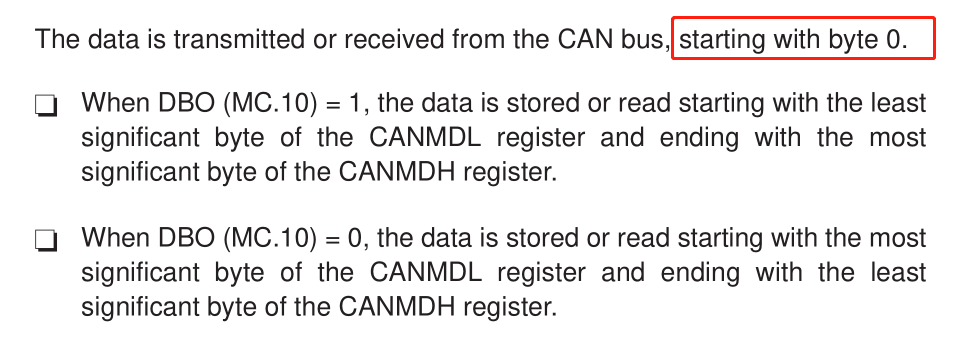 The data is transmitted or received from the CAN bus, starting with byte 0.
When DBO (MC.10) = 1, the data is stored or read starting with the least
significant byte of the CANMDL register and ending with the most
significant byte of the CANMDH register.
When DBO (MC.10) = 0, the data is stored or read starting with the most
significant byte of the CANMDL register and ending with the least
significant byte of the CANMDH register.